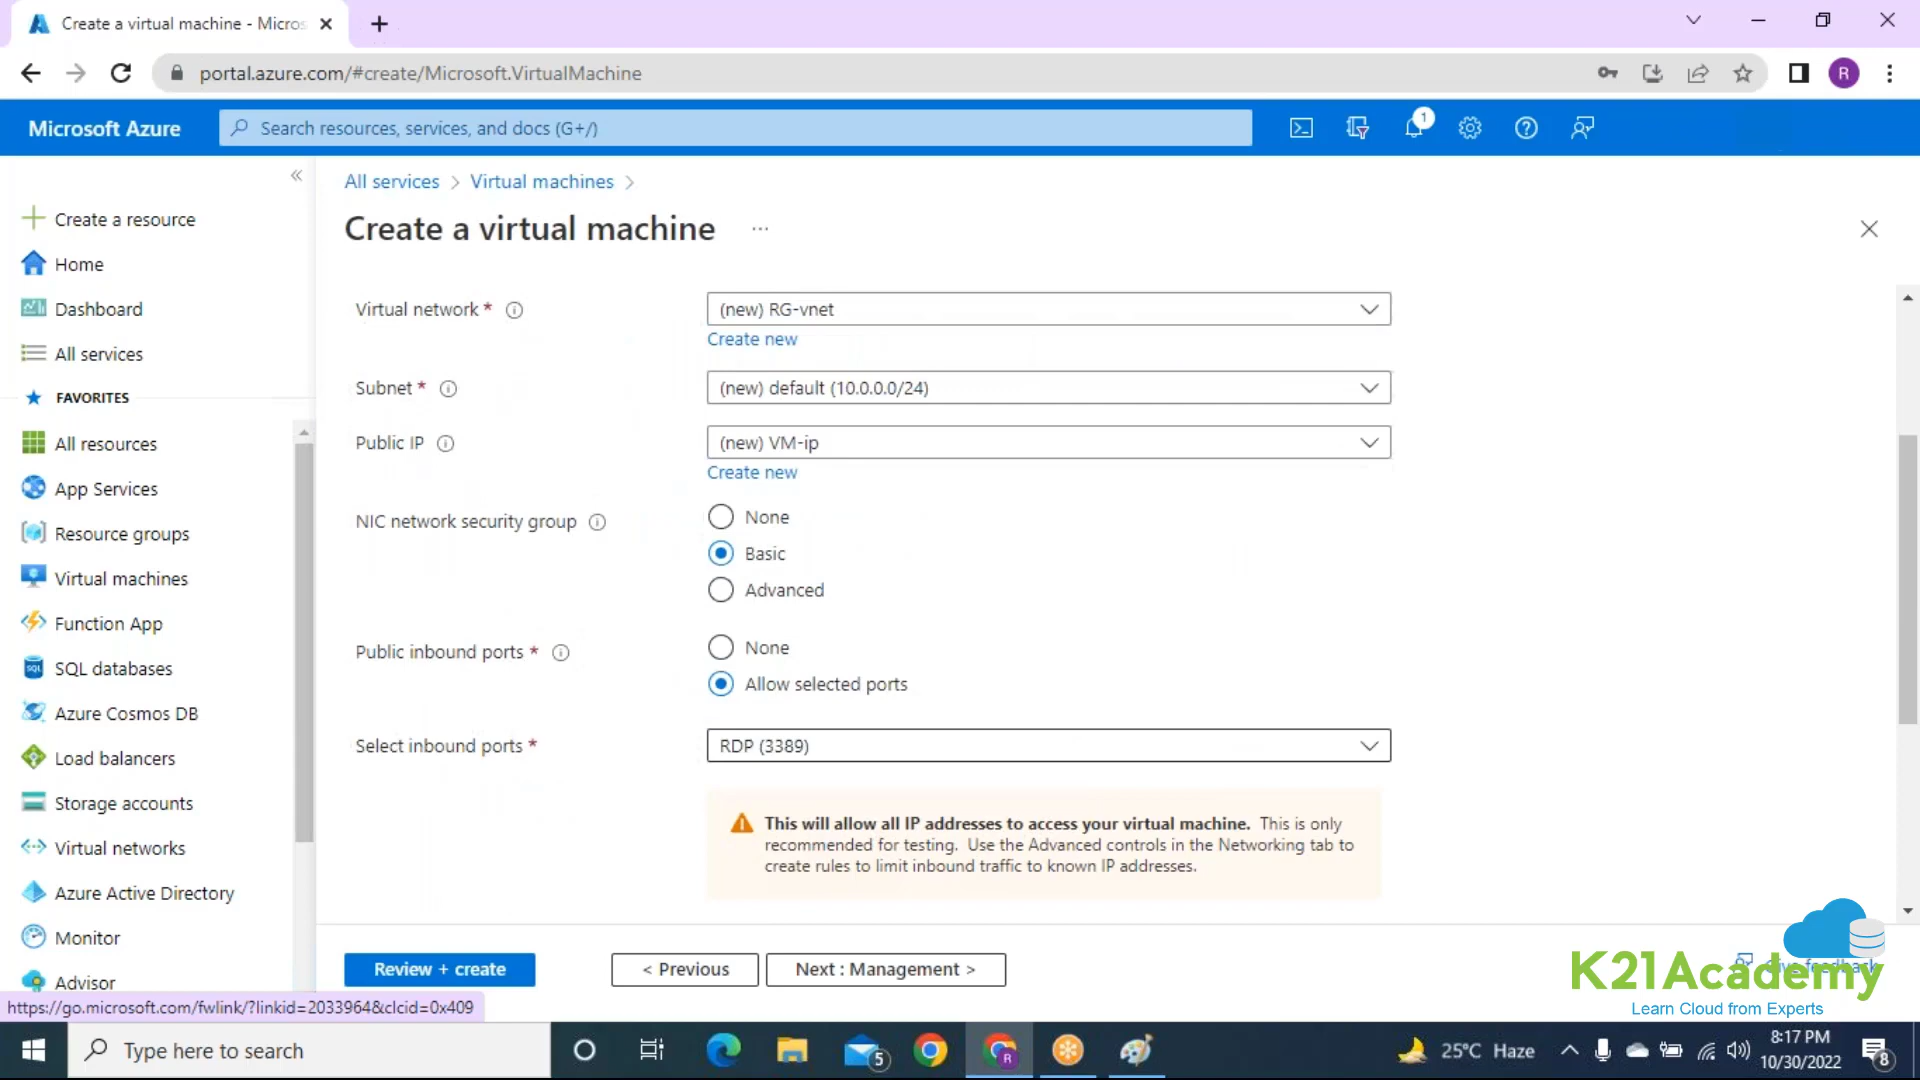 Create a virtual machine - Micros
portal.azure.com/#create/Microsoft.VirtualMachine
R
Microsoft Azure
Search resources, services, and docs (G+/)
1
All services > Virtual machines >
Create a virtual machine ...
Create a resource
Home
Dashboard
All services
FAVORITES
All resources
App Services
Resource groups
Virtual machines
Function App
SQL databases
Azure Cosmos DB
Load balancers
Storage accounts
Virtual networks
Azure Active Directory
Monitor
Advisor
Virtual network *
(new) RG-vnet
Create new
Subnet *
(new) default (10.0.0.0/24)
Public IP
(new) VM-ip
Create new
NIC network security group
None
Basic
Advanced
Public inbound ports *
None
Allow selected ports
Select inbound ports *
RDP (3389)
This will allow all IP addresses to access your virtual machine. This is only
recommended for testing. Use the Advanced controls in the Networking tab to
create rules to limit inbound traffic to known IP addresses.
Review + create
< Previous
Next : Management >
Give feedback
K21Academy
Learn Cloud from Experts
https://go.microsoft.com/fwlink/?linkid=2033964&clcid=0x409
Type here to search
5
R
25°C Haze
8:17 PM
10/30/2022
8